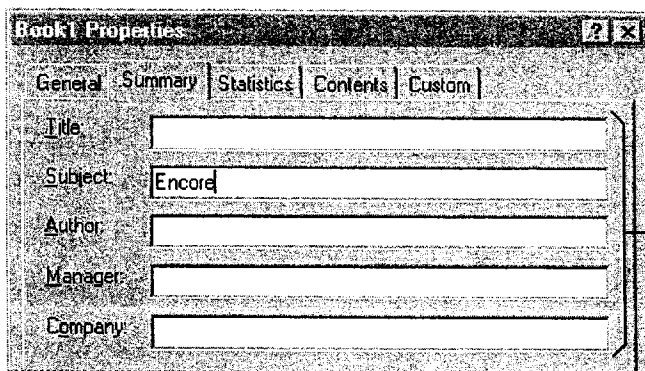 Book1 Properties
General Summary Statistics Contents Custom
Title:
Subject: Encore
Author:
Manager:
Company: